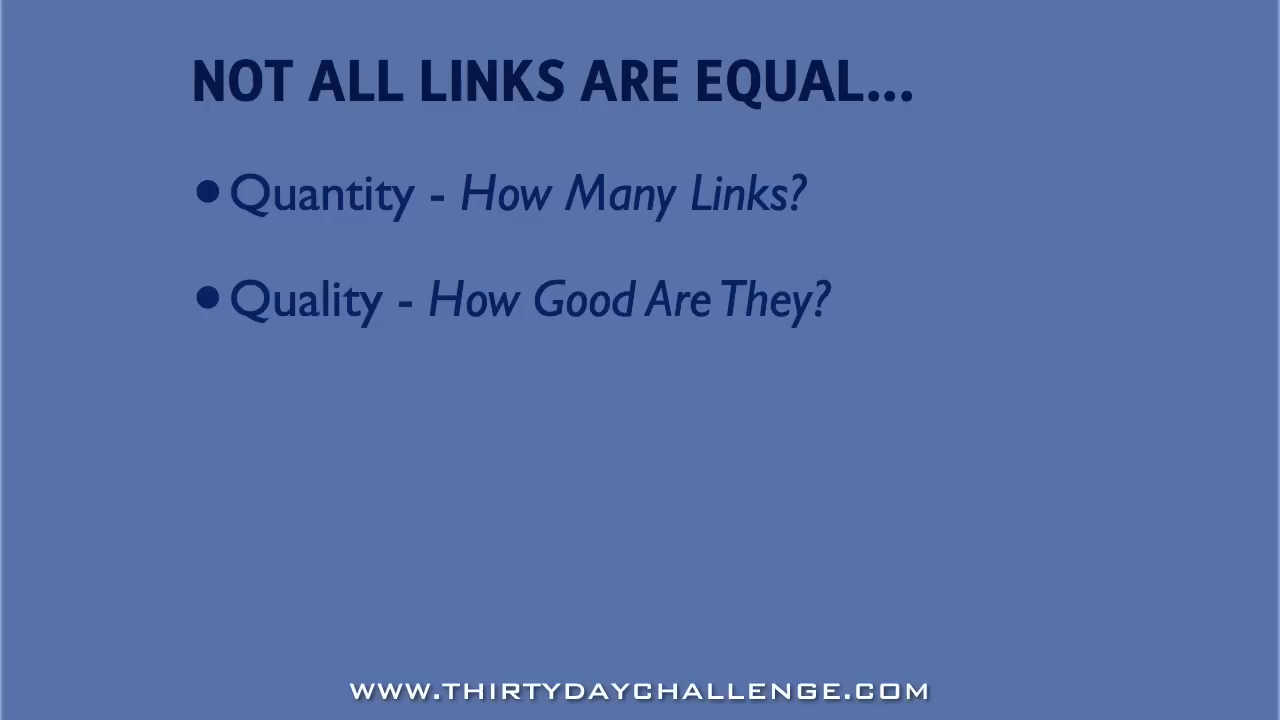 NOT ALL LINKS ARE EQUAL...
• Quantity - How Many Links?
• Quality - How Good Are They?
WWW.THIRTYDAYCHALLENGE.COM